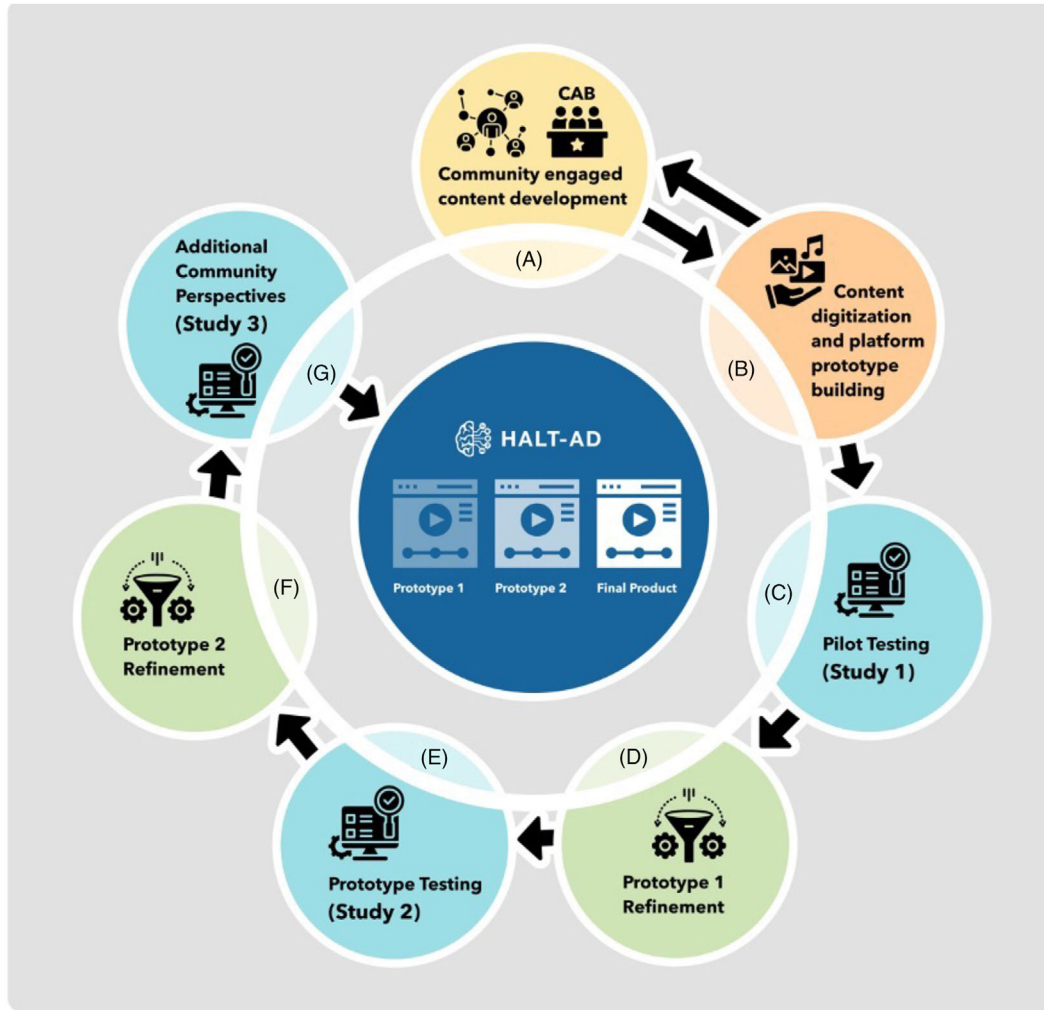 CAB
Community engaged
content development
(A)
Content
digitization
and platform
prototype
building
(B)
(C)
Pilot Testing
(Study 1)
(D)
Prototype 1
Refinement
(E)
Prototype Testing
(Study 2)
(F)
Prototype 2
Refinement
Additional
Community
Perspectives
(Study 3)
(G)
HALT-AD
Prototype 1
Prototype 2
Final Product